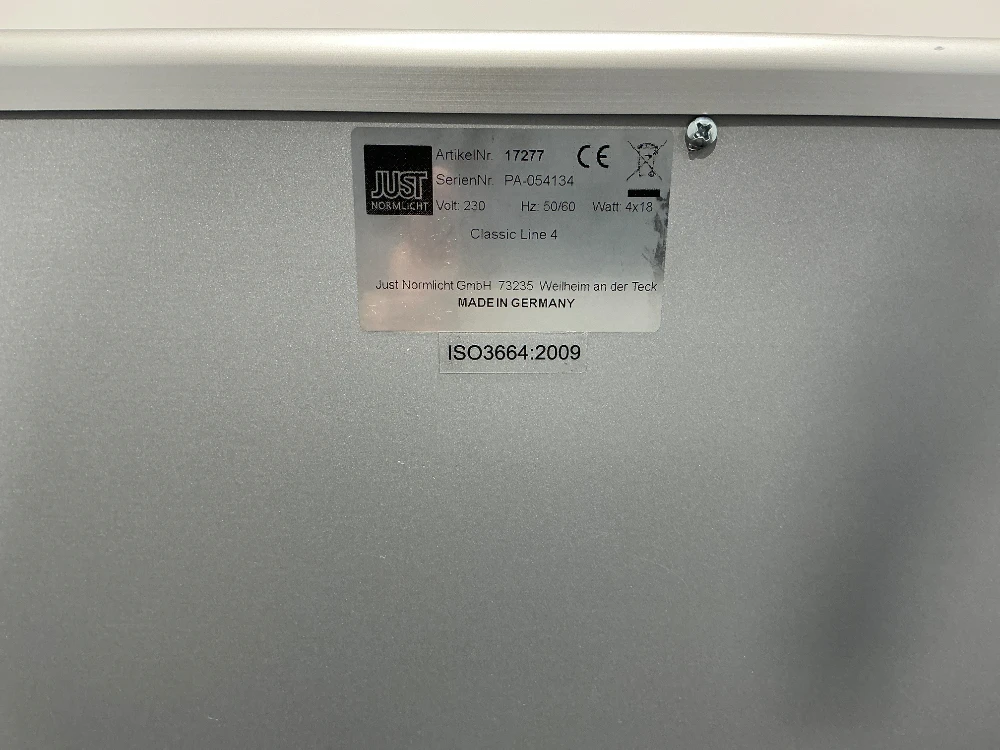 JUST
NORMLICHT
ArtikelNr. 17277 CE
SerienNr. PA-054134
Volt: 230 Hz: 50/60 Watt: 4x18
Classic Line 4
Just Normlicht GmbH 73235 Weilheim an der Teck
MADE IN GERMANY
ISO3664:2009